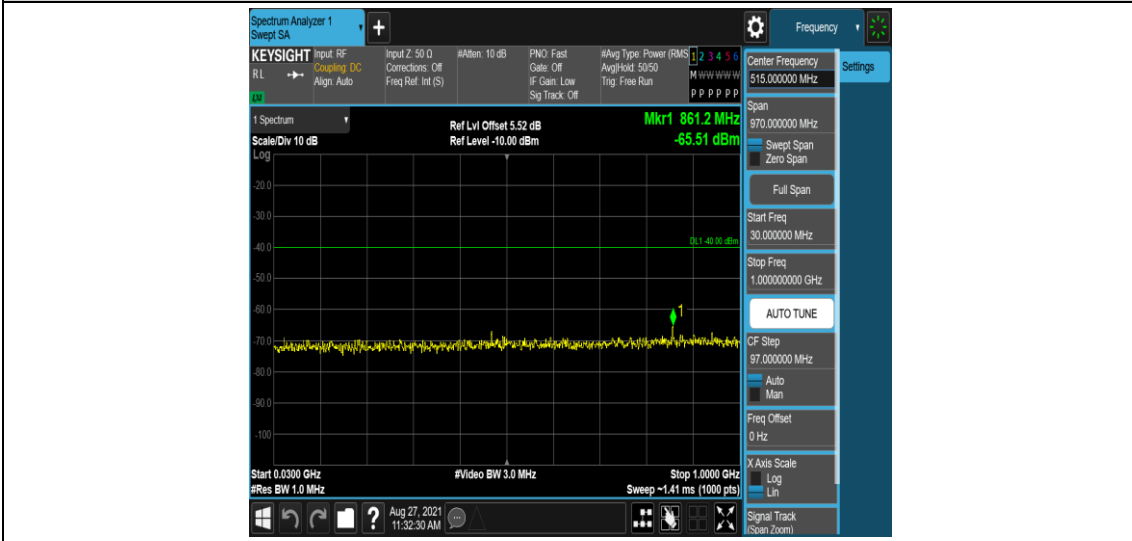 Spectrum Analyzer 1
Swept SA
+
Frequency
KEYSIGHT
RL
Input: RF
Coupling: DC
Align: Auto
Input Z: 50 Ω
Corrections: Off
Freq Ref: Int (S)
#Atten: 10 dB
PNO: Fast
Gate: Off
IF Gain: Low
Sig Track: Off
#Avg Type: Power (RMS
Avg|Hold: 50/50
Trig: Free Run
1 2 3 4 5 6
M W W W W W
P P P P P P
1 Spectrum
Scale/Div 10 dB
Log
Ref Lvl Offset 5.52 dB
Ref Level -10.00 dBm
Mkr1 861.2 MHz
-65.51 dBm
-20.0
-30.0
-40.0
DL1 -40.00 dBm
-50.0
-60.0
1
-70.0
-80.0
-90.0
-100
Start 0.0300 GHz
#Res BW 1.0 MHz
#Video BW 3.0 MHz
Stop 1.0000 GHz
Sweep ~1.41 ms (1000 pts)
?
Aug 27, 2021
11:32:30 AM
Center Frequency
515.000000 MHz
Settings
Span
970.000000 MHz
Swept Span
Zero Span
Full Span
Start Freq
30.000000 MHz
Stop Freq
1.000000000 GHz
AUTO TUNE
CF Step
97.000000 MHz
Auto
Man
Freq Offset
0 Hz
X Axis Scale
Log
Lin
Signal Track
(Span Zoom)